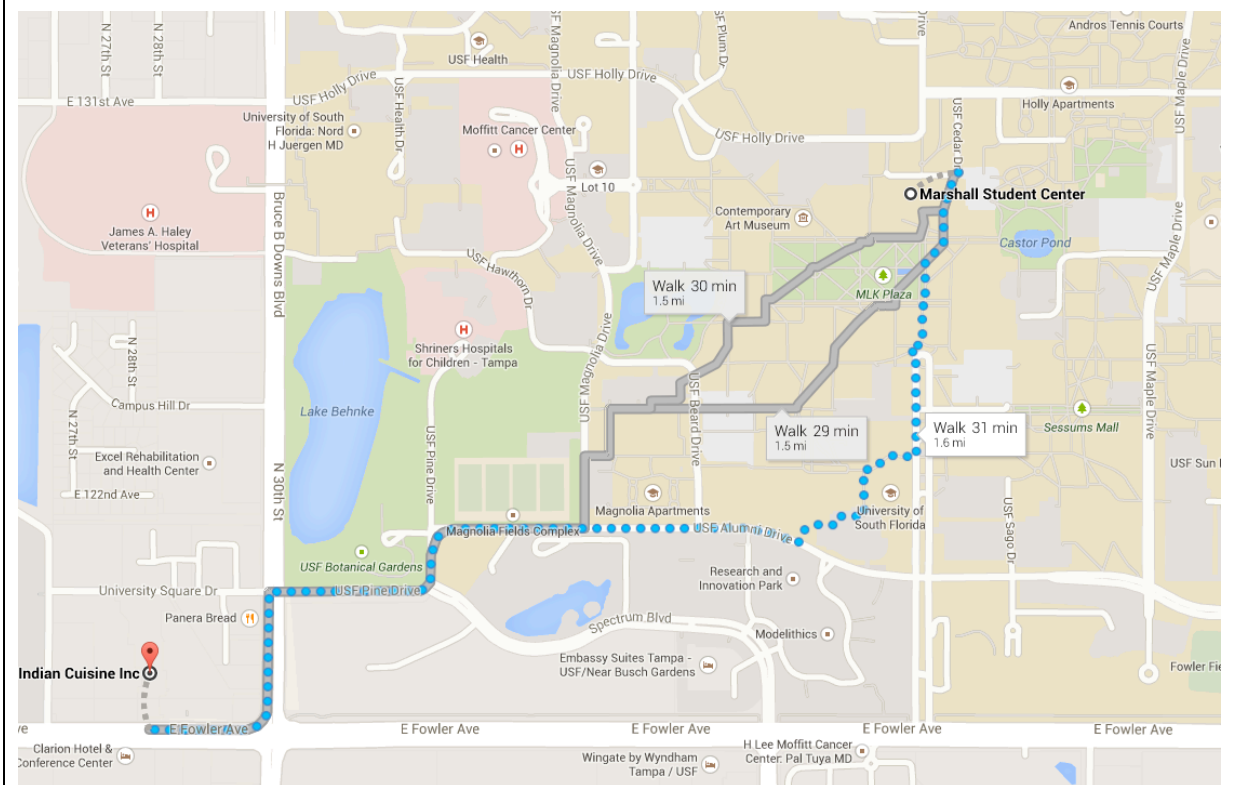 Andros Tennis Courts
N 27th St
N 28th St
USF Magnolia Drive
USF Plum Dr
USF Health
USF Holly Drive
USF Holly Drive
E 131st Ave
Holly Apartments
USF Maple Drive
University of South
Florida: Nord
H Juergen MD
USF Health Dr
Moffitt Cancer Center
H
USF Holly Drive
USF Cedar Dr
Lot 10
USF Magnolia Drive
Marshall Student Center
Bruce B Downs Blvd
H
James A. Haley
Veterans' Hospital
Contemporary
Art Museum
Castor Pond
USF Hawthorn Dr
USF Maple Drive
Walk 30 min
1.5 mi
MLK Plaza
H
Shriners Hospitals
for Children - Tampa
USF Magnolia Drive
N 28th St
Campus Hill Dr
Lake Behnke
USF Beard Drive
USF Maple Drive
N 27th St
USF Pine Drive
Walk 29 min
1.5 mi
Walk 31 min
1.6 mi
Sessums Mall
Excel Rehabilitation
and Health Center
USF Sun
E 122nd Ave
N 30th St
Magnolia Apartments
University of
South Florida
Magnolia Fields Complex
USF Alumni Drive
USF Sago Dr
USF Botanical Gardens
Research and
Innovation Park
University Square Dr
USF Pine Drive
Panera Bread
Spectrum Blvd
Modelithics
Indian Cuisine Inc
Embassy Suites Tampa -
USF/Near Busch Gardens
Fowler Fie
ve
E Fowler Ave
E Fowler Ave
E Fowler Ave
E Fowler Ave
E Fowler Ave
Clarion Hotel &
Conference Center
Wingate by Wyndham
Tampa / USF
H Lee Moffitt Cancer
Center: Pal Tuya MD